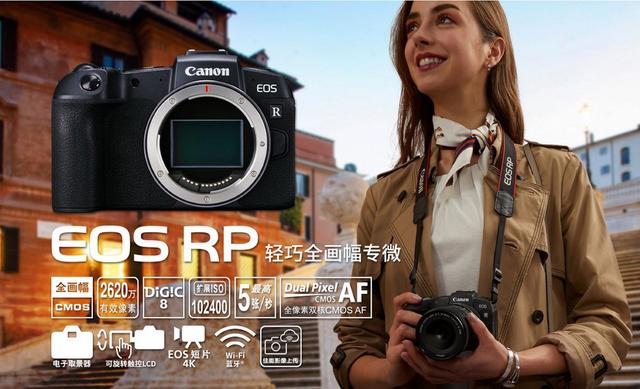 Canon
EOS
R
EOS RP
EOS RP 轻巧全画幅专微
全画幅
CMOS
2620万
有效像素
DIGIC
8
扩展ISO
102400
5最高
张/秒
Dual Pixel
CMOS AF
全像素双核CMOS AF
Canon
EOS
R
电子取景器
可旋转触控LCD
EOS 短片
4K
Wi-Fi
蓝牙®
佳能影像上传